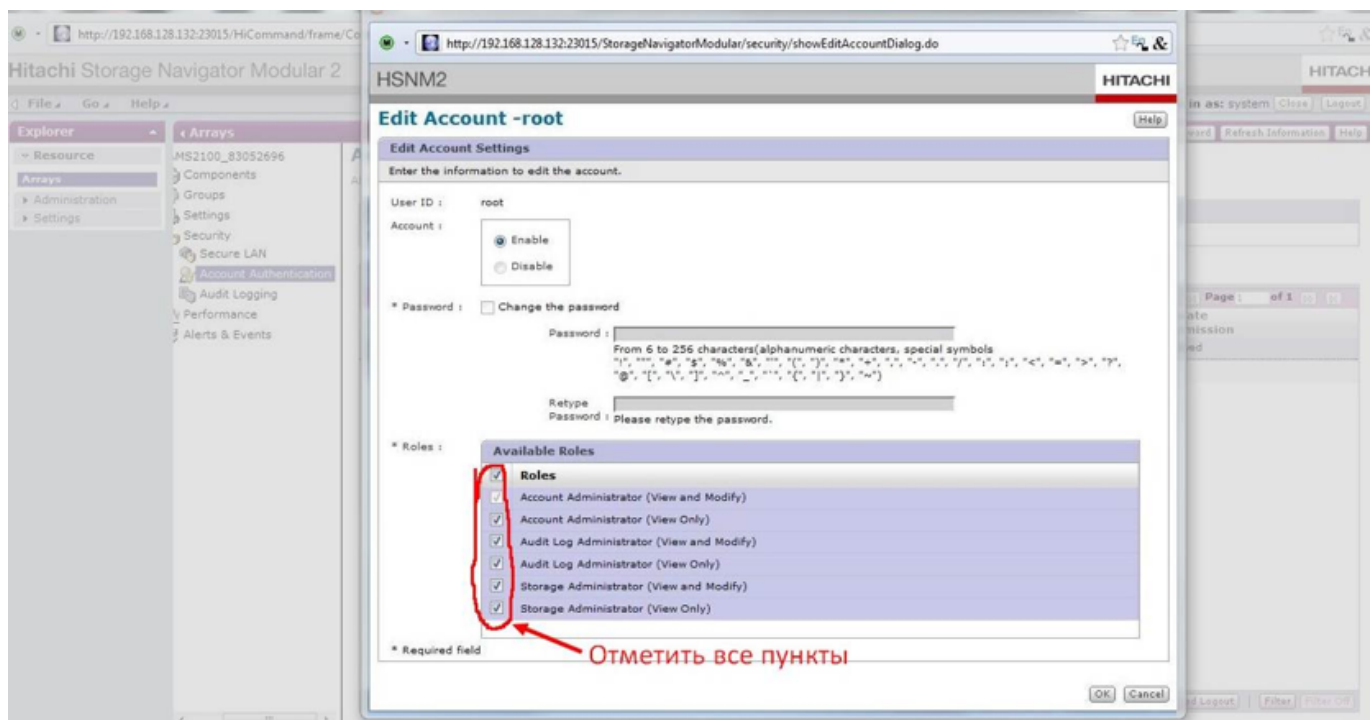 http://192.168.128.132:23015/HiCommand/frame/Co
Hitachi Storage Navigator Modular 2
HITACH
File Go Help
in as: system Close Logout
Explorer
Arrays
Refresh Information Help
Resource
Arrays
Administration
Settings
AMS2100_83052696
Components
Groups
Settings
Security
Secure LAN
Account Authentication
Audit Logging
Performance
Alerts & Events
Page : of 1
http://192.168.128.132:23015/StorageNavigatorModular/security/showEditAccountDialog.do
HSNM2
HITACHI
Edit Account -root
Help
Edit Account Settings
Enter the information to edit the account.
User ID : root
Account :
Enable
Disable
* Password : Change the password
Password :
From 6 to 256 characters(alphanumeric characters, special symbols
"!", """, "#", "$", "%", "&", "'", "(", ")", "*", "+", ",", "-", ".", "/", ":", ";", "<", "=", ">", "?",
"@", "[", "\", "]", "^", "_", "`", "{", "|", "}", "~")
Retype
Password :
Please retype the password.
* Roles :
Available Roles
Roles
Account Administrator (View and Modify)
Account Administrator (View Only)
Audit Log Administrator (View and Modify)
Audit Log Administrator (View Only)
Storage Administrator (View and Modify)
Storage Administrator (View Only)
* Required field
Отметить все пункты
OK Cancel
Logout Filter Filter Off